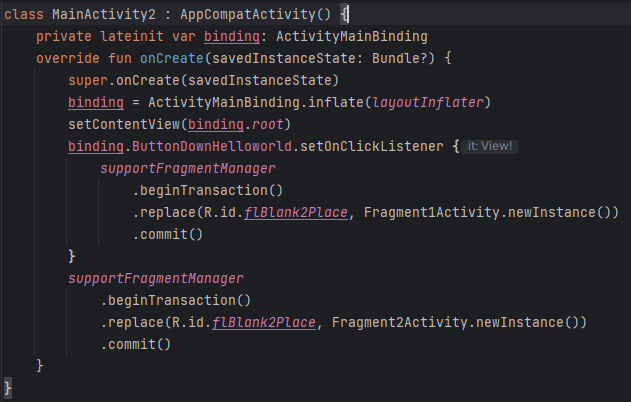 class MainActivity2 : AppCompatActivity() {
    private lateinit var binding: ActivityMainBinding
    override fun onCreate(savedInstanceState: Bundle?) {
        super.onCreate(savedInstanceState)
        binding = ActivityMainBinding.inflate(layoutInflater)
        setContentView(binding.root)
        binding.ButtonDownHelloworld.setOnClickListener { it: View!
            supportFragmentManager
                .beginTransaction()
                .replace(R.id.flBlank2Place, Fragment1Activity.newInstance())
                .commit()
        }
        supportFragmentManager
            .beginTransaction()
            .replace(R.id.flBlank2Place, Fragment2Activity.newInstance())
            .commit()
    }
}